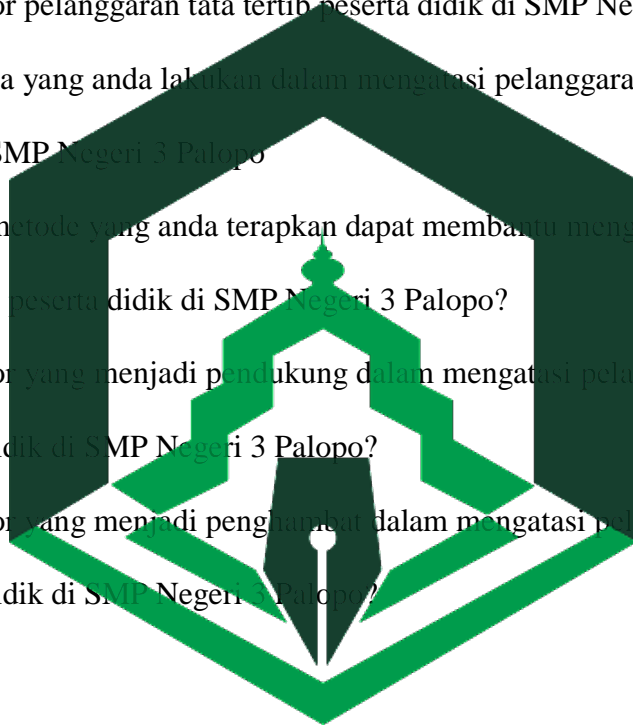 or pelanggaran tata tertib peserta didik di SMP Ne
a yang anda lakukan dalam mengatasi pelanggara
SMP Negeri 3 Palopo
metode yang anda terapkan dapat membantu meng
peserta didik di SMP Negeri 3 Palopo?
or yang menjadi pendukung dalam mengatasi pela
didik di SMP Negeri 3 Palopo?
or yang menjadi penghambat dalam mengatasi pel
idik di SMP Negeri 3 Palopo?